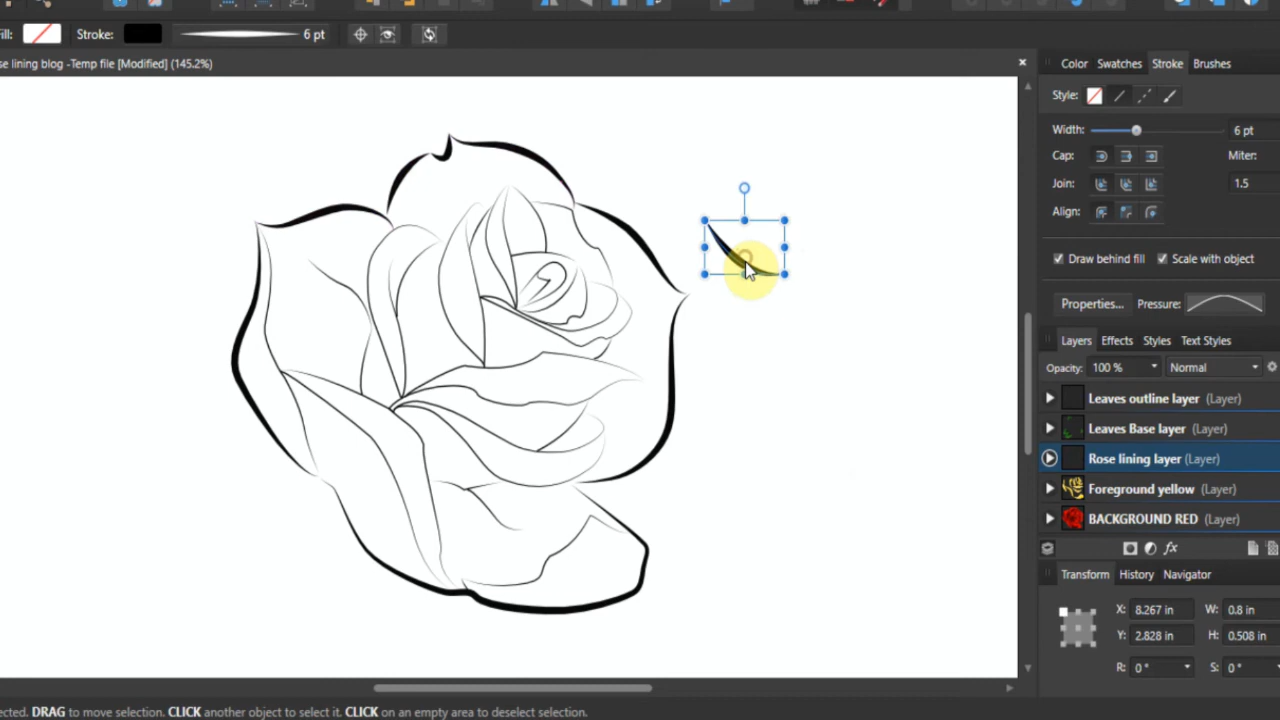 Fill: Stroke: 6 pt
se lining blog -Temp file [Modified] (145.2%)
Color Swatches Stroke Brushes
Style:
Width: 6 pt
Cap: Miter:
Join: 1.5
Align:
Draw behind fill Scale with object
Properties... Pressure:
Layers Effects Styles Text Styles
Opacity: 100 % Normal
Leaves outline layer (Layer)
Leaves Base layer (Layer)
Rose lining layer (Layer)
Foreground yellow (Layer)
BACKGROUND RED (Layer)
fx
Transform History Navigator
X: 8.267 in W: 0.8 in
Y: 2.828 in H: 0.508 in
R: 0° S: 0°
ected. DRAG to move selection. CLICK another object to select it. CLICK on an empty area to deselect selection.